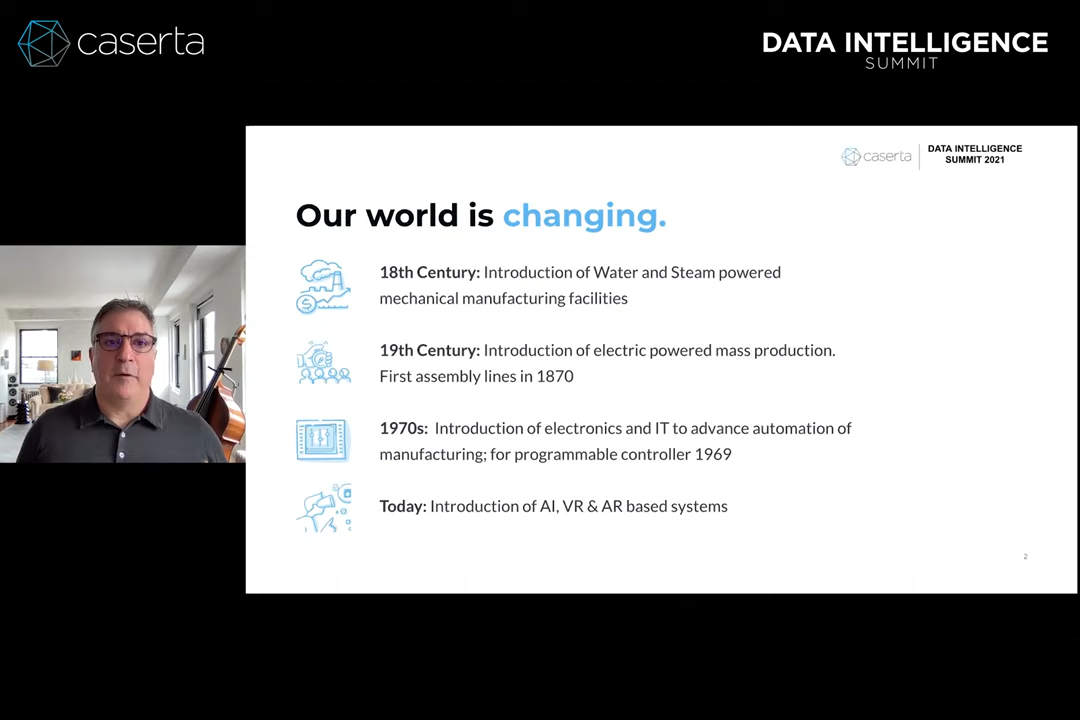 caserta
DATA INTELLIGENCE
SUMMIT
caserta
DATA INTELLIGENCE
SUMMIT 2021
Our world is changing.
18th Century: Introduction of Water and Steam powered
mechanical manufacturing facilities
19th Century: Introduction of electric powered mass production.
First assembly lines in 1870
1970s: Introduction of electronics and IT to advance automation of
manufacturing; for programmable controller 1969
Today: Introduction of AI, VR & AR based systems
2